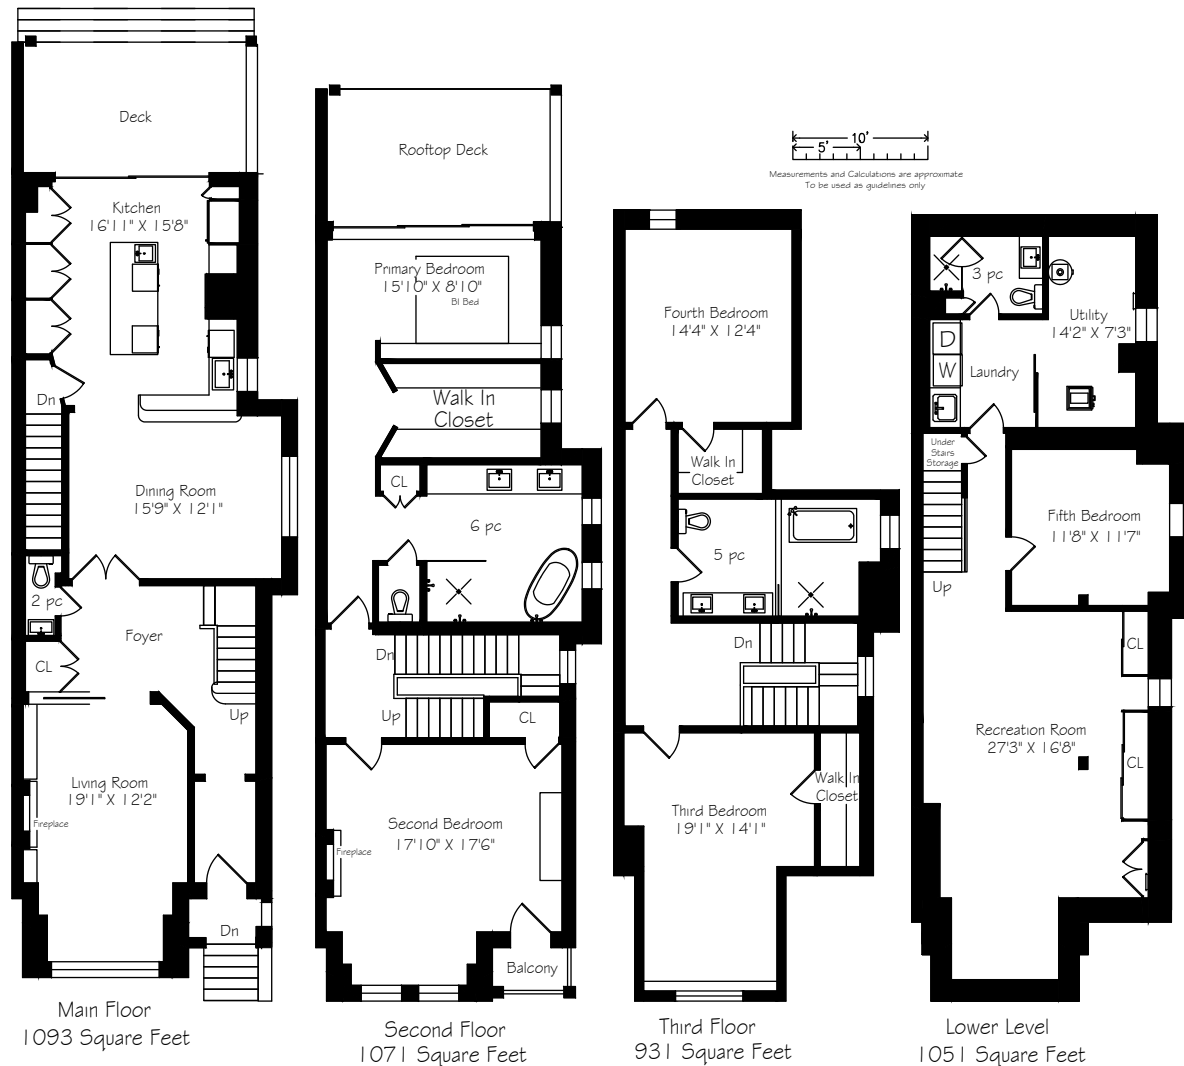 Deck
Kitchen
16'11" X 15'8"
Dn
Dining Room
15'9" X 12'1"
2 pc
Foyer
CL
Up
Living Room
19'1" X 12'2"
Fireplace
Dn
Main Floor
1093 Square Feet
Rooftop Deck
Primary Bedroom
15'10" X 8'10"
BI Bed
Walk In
Closet
CL
6 pc
Dn
Up
CL
Second Bedroom
17'10" X 17'6"
Fireplace
Balcony
Second Floor
1071 Square Feet
10'
5'
Measurements and Calculations are approximate
To be used as guidelines only
Fourth Bedroom
14'4" X 12'4"
Walk In
Closet
5 pc
Dn
Walk In
Closet
Third Bedroom
19'1" X 14'1"
Third Floor
931 Square Feet
3 pc
Utility
14'2" X 7'3"
D
W
Laundry
Under
Stairs
Storage
Fifth Bedroom
11'8" X 11'7"
Up
CL
Recreation Room
27'3" X 16'8"
CL
Lower Level
1051 Square Feet